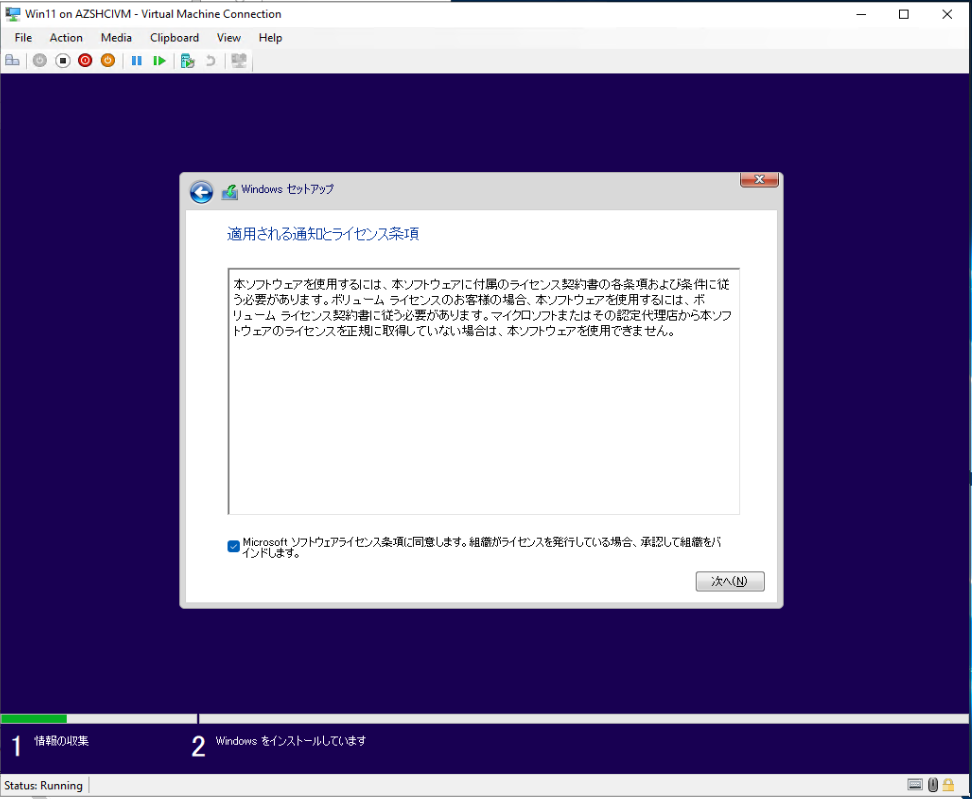 Win11 on AZSHCIVM - Virtual Machine Connection
File Action Media Clipboard View Help
Windows セットアップ
適用される通知とライセンス条項
本ソフトウェアを使用するには、本ソフトウェアに付属のライセンス契約書の各条項および条件に従
う必要があります。ボリューム ライセンスのお客様の場合、本ソフトウェアを使用するには、ボ
リューム ライセンス契約書に従う必要があります。マイクロソフトまたはその認定代理店から本ソフ
トウェアのライセンスを正規に取得していない場合は、本ソフトウェアを使用できません。
Microsoft ソフトウェアライセンス条項に同意します。組織がライセンスを発行している場合、承認して組織をバ
インドします。
次へ(N)
1 情報の収集
2 Windows をインストールしています
Status: Running